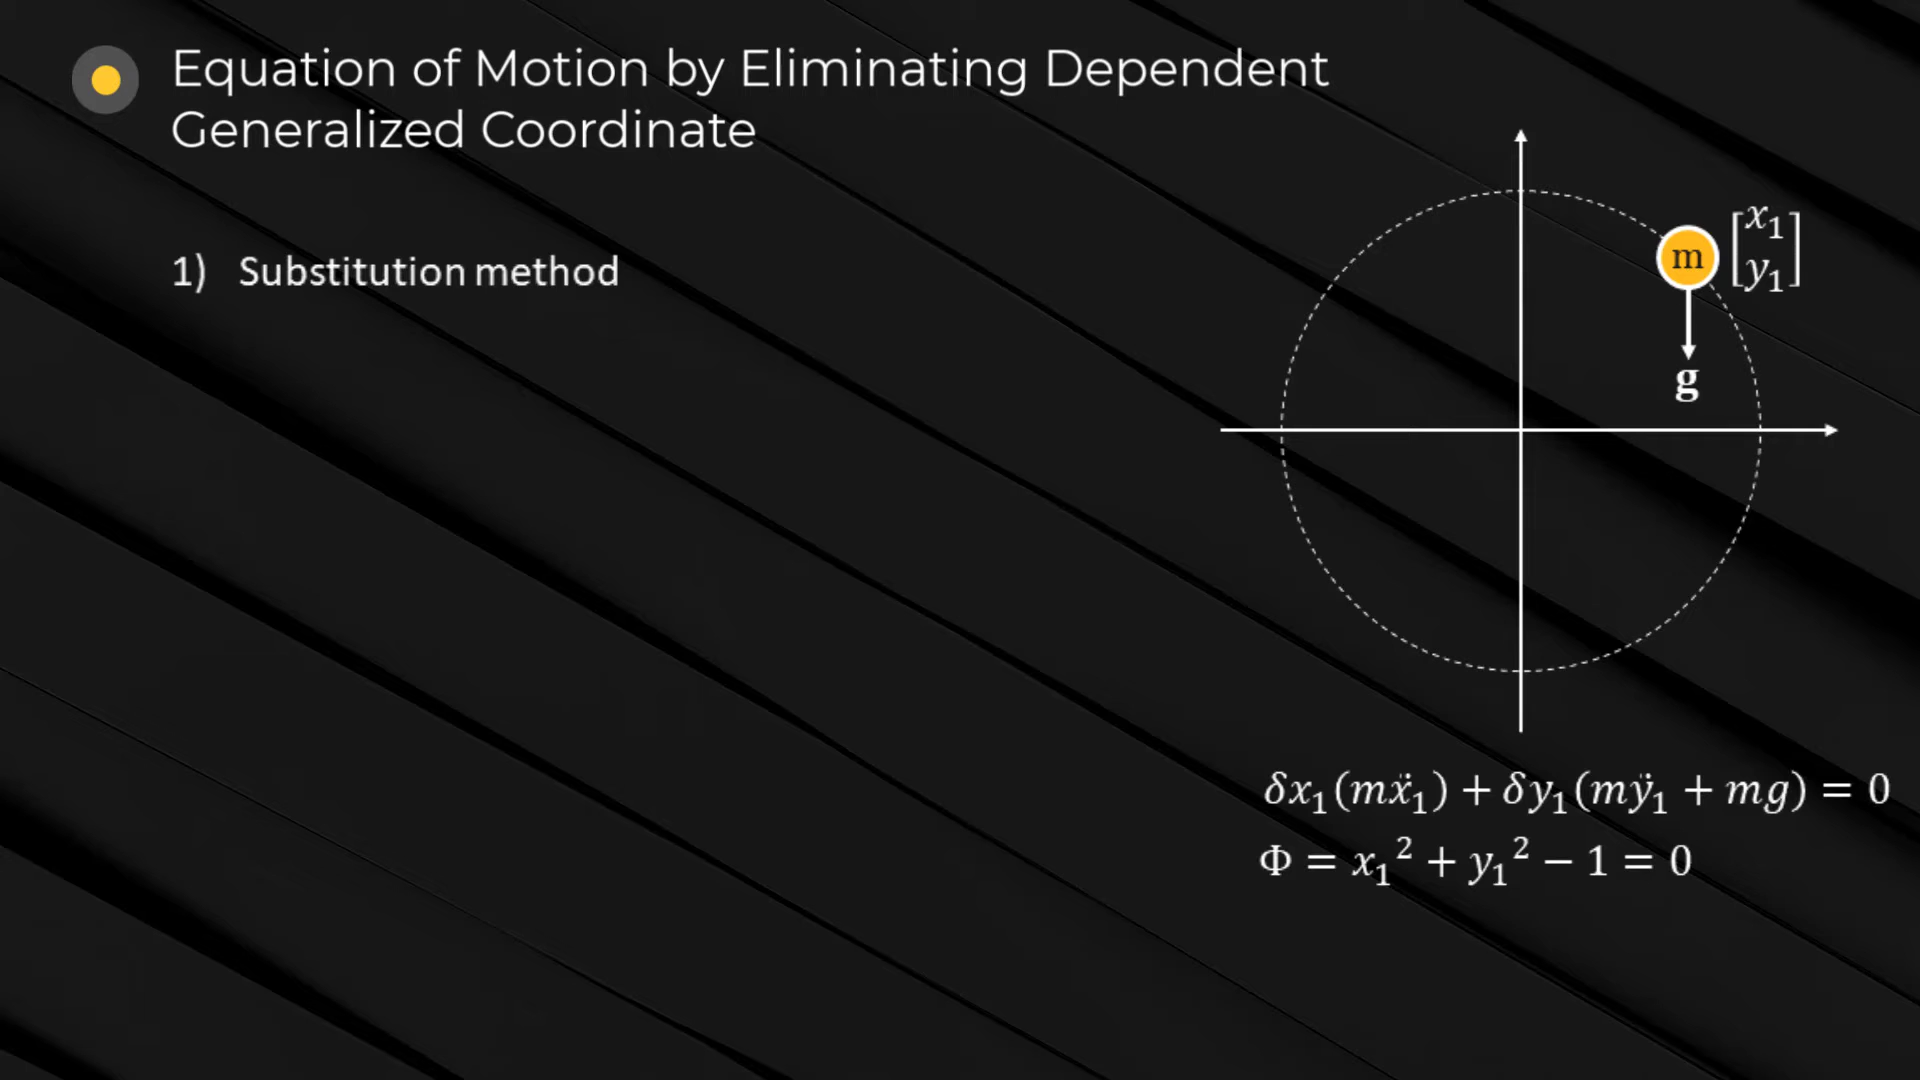 Equation of Motion by Eliminating Dependent
Generalized Coordinate
1) Substitution method
m
[x₁
y₁]
g
δx₁(mẍ₁) + δy₁(mÿ₁ + mg) = 0
Φ = x₁² + y₁² − 1 = 0